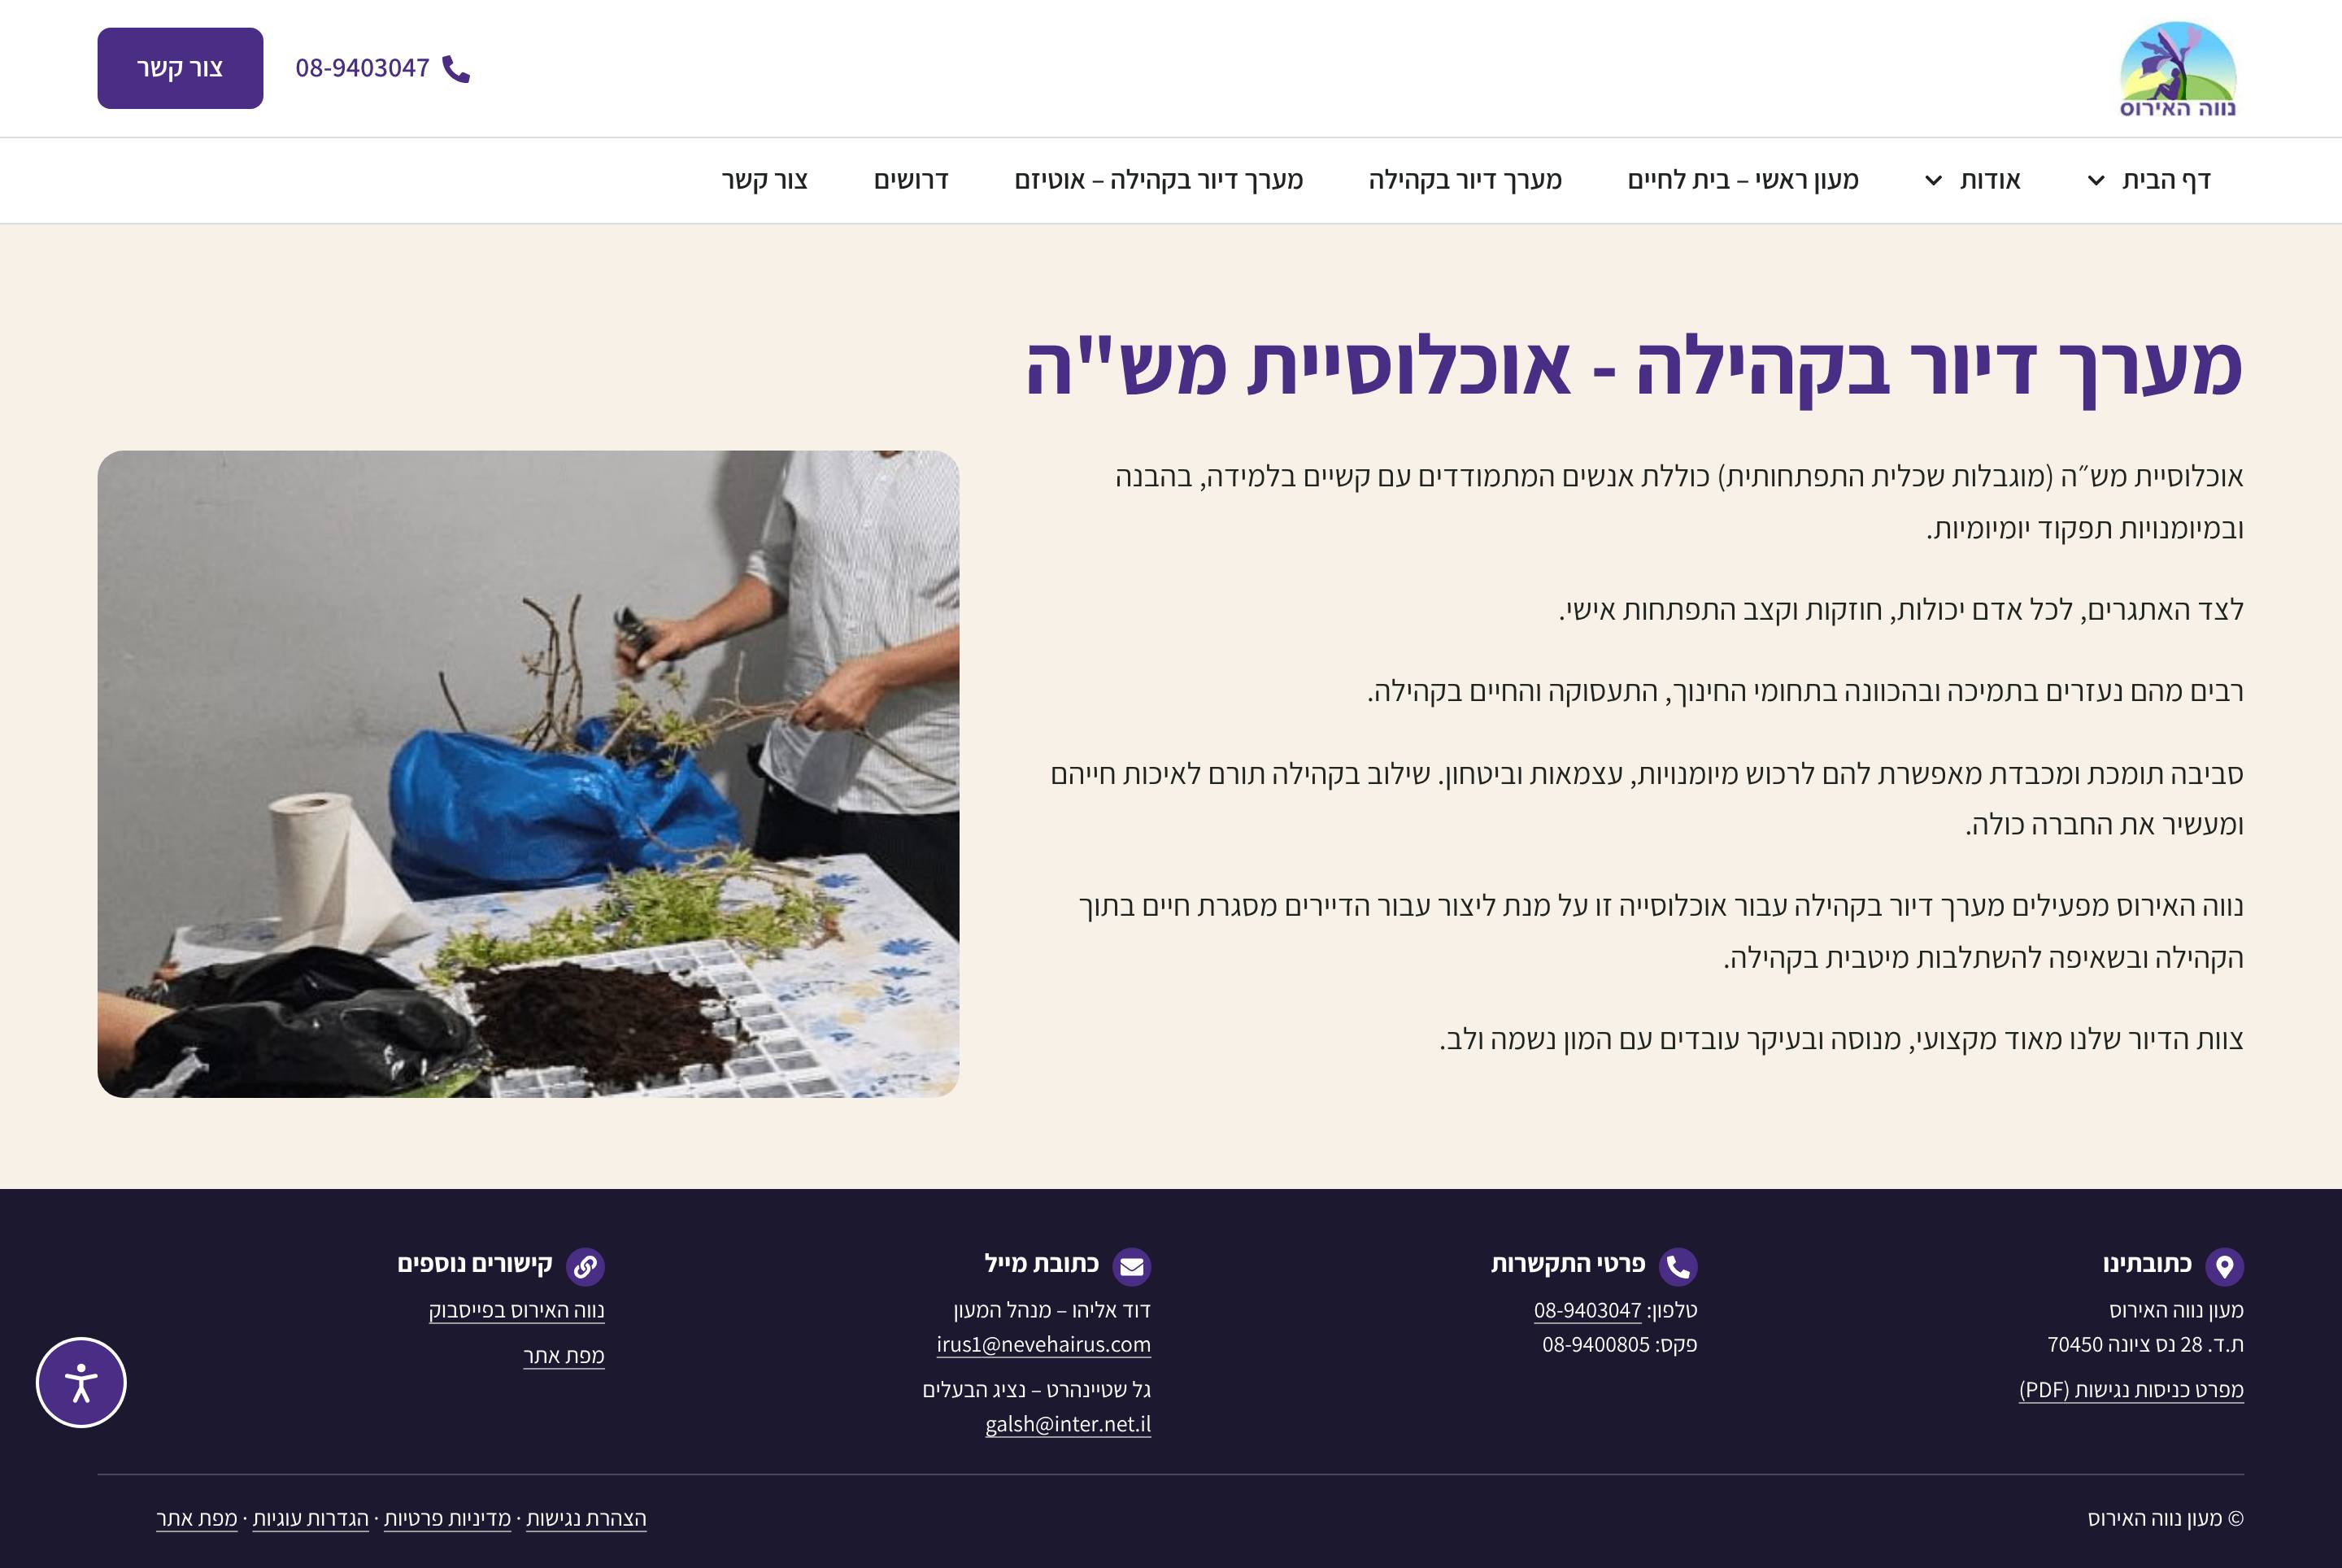 נווה האירוס
08-9403047
צור קשר
דף הבית
אודות
מעון ראשי – בית לחיים
מערך דיור בקהילה
מערך דיור בקהילה – אוטיזם
דרושים
צור קשר
מערך דיור בקהילה - אוכלוסיית מש"ה
אוכלוסיית מש״ה (מוגבלות שכלית התפתחותית) כוללת אנשים המתמודדים עם קשיים בלמידה, בהבנה
ובמיומנויות תפקוד יומיומיות.
לצד האתגרים, לכל אדם יכולות, חוזקות וקצב התפתחות אישי.
רבים מהם נעזרים בתמיכה ובהכוונה בתחומי החינוך, התעסוקה והחיים בקהילה.
סביבה תומכת ומכבדת מאפשרת להם לרכוש מיומנויות, עצמאות וביטחון. שילוב בקהילה תורם לאיכות חייהם
ומעשיר את החברה כולה.
נווה האירוס מפעילים מערך דיור בקהילה עבור אוכלוסייה זו על מנת ליצור עבור הדיירים מסגרת חיים בתוך
הקהילה ובשאיפה להשתלבות מיטבית בקהילה.
צוות הדיור שלנו מאוד מקצועי, מנוסה ובעיקר עובדים עם המון נשמה ולב.
כתובתינו
מעון נווה האירוס
ת.ד. 28 נס ציונה 70450
מפרט כניסות נגישות (PDF)
פרטי התקשרות
טלפון: 08-9403047
פקס: 08-9400805
כתובת מייל
דוד אליהו – מנהל המעון
irus1@nevehairus.com
גל שטיינהרט – נציג הבעלים
galsh@inter.net.il
קישורים נוספים
נווה האירוס בפייסבוק
מפת אתר
© מעון נווה האירוס
הצהרת נגישות · מדיניות פרטיות · הגדרות עוגיות · מפת אתר